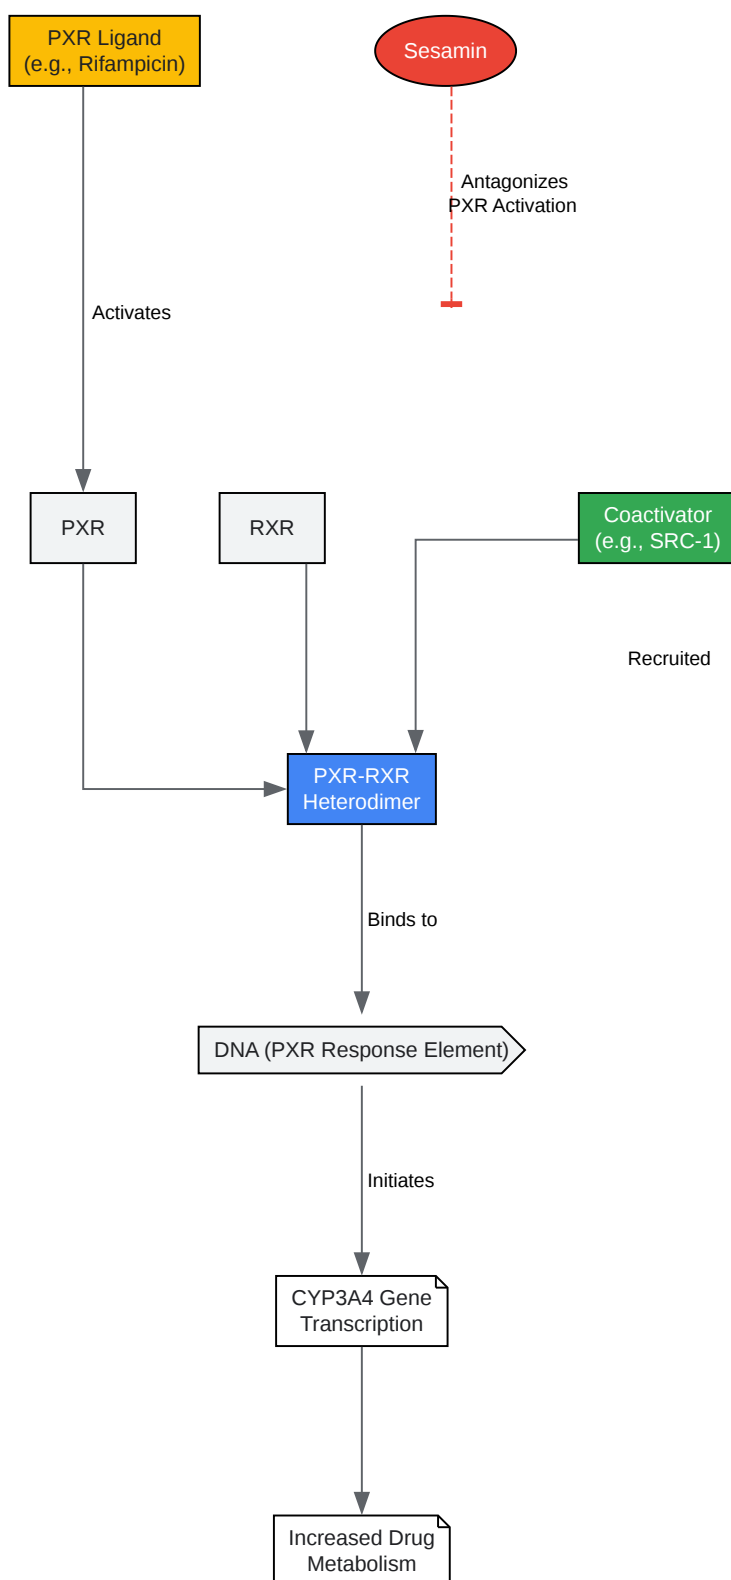 PXR Ligand
(e.g., Rifampicin)
Sesamin
Antagonizes
PXR Activation
Activates
PXR
RXR
Coactivator
(e.g., SRC-1)
Recruited
PXR-RXR
Heterodimer
Binds to
DNA (PXR Response Element)
Initiates
CYP3A4 Gene
Transcription
Increased Drug
Metabolism